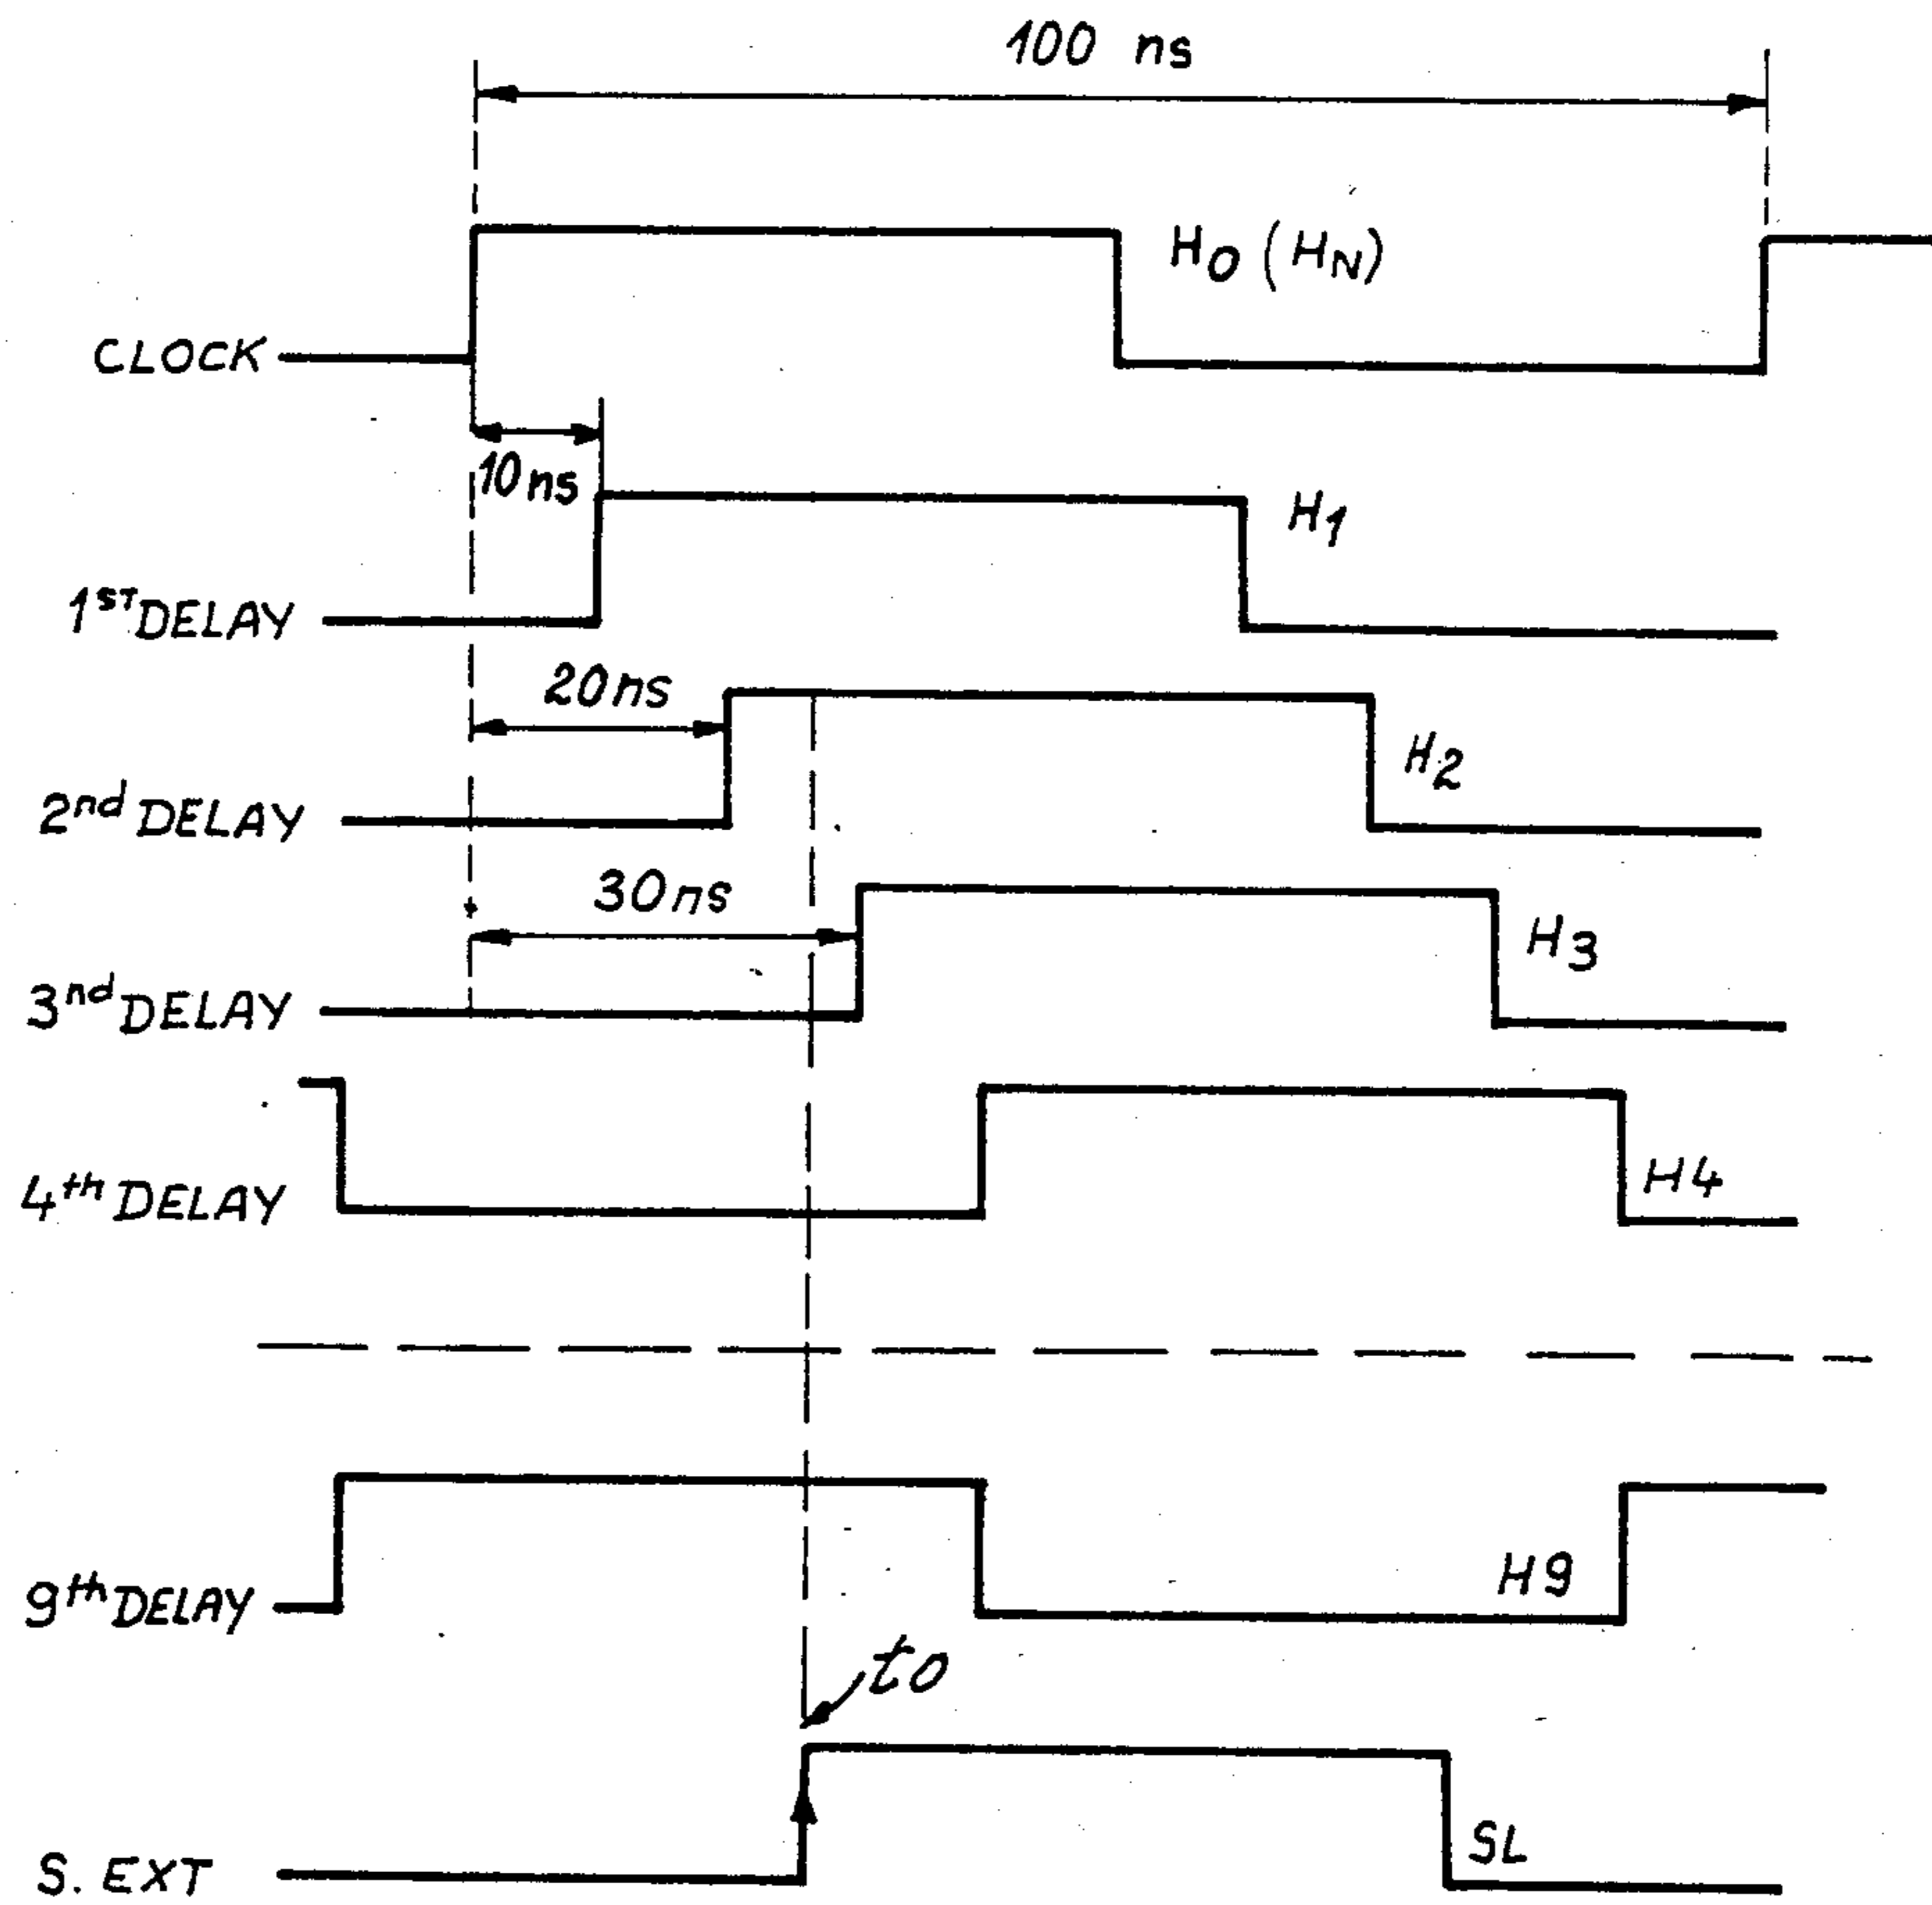 100 ns
H0 (HN)
CLOCK
10ns
H1
1ST DELAY
20ns
H2
2nd DELAY
30ns
H3
3nd DELAY
H4
4th DELAY
H9
9th DELAY
to
SL
S. EXT